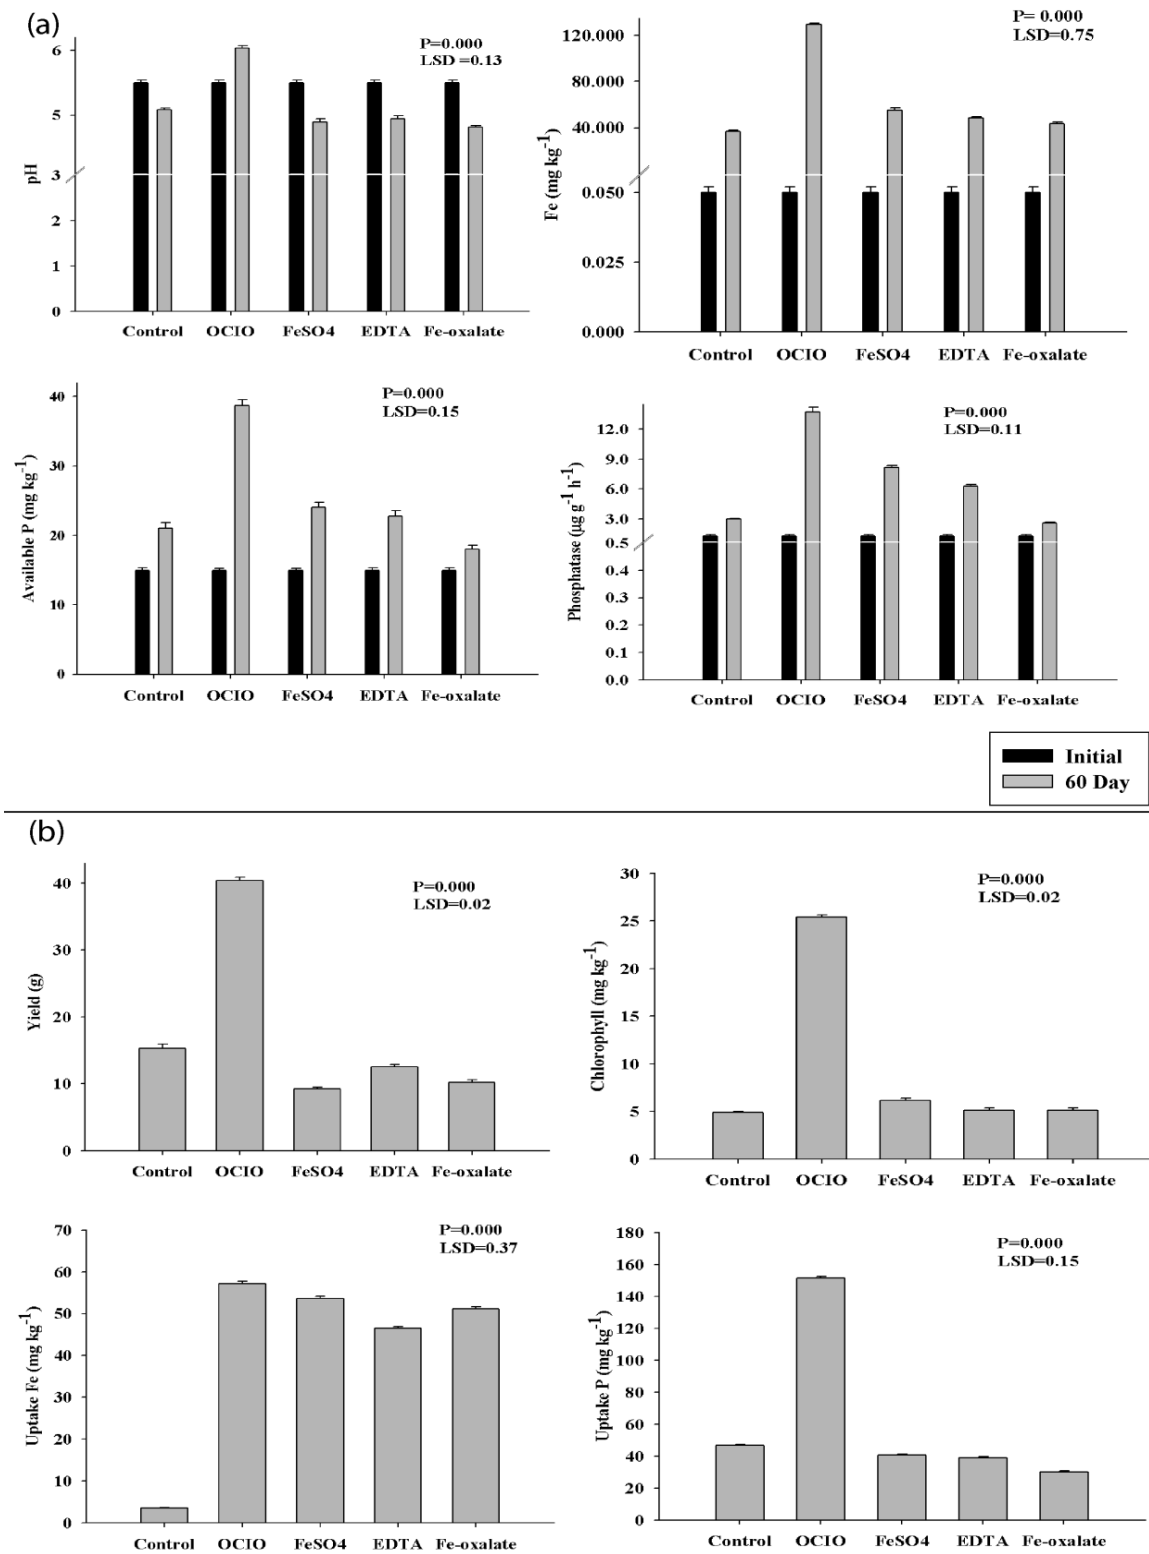 (a)
P=0.000
LSD =0.13
pH
6
5
3
2
1
0
Control OCIO FeSO4 EDTA Fe-oxalate
P= 0.000
LSD=0.75
Fe (mg kg-1)
120.000
80.000
40.000
0.050
0.025
0.000
Control OCIO FeSO4 EDTA Fe-oxalate
P=0.000
LSD=0.15
Available P (mg kg-1)
40
30
20
10
0
Control OCIO FeSO4 EDTA Fe-oxalate
P=0.000
LSD=0.11
Phosphatase (µg g-1 h-1)
12.0
9.0
6.0
3.0
0.5
0.4
0.3
0.2
0.1
0.0
Control OCIO FeSO4 EDTA Fe-oxalate
Initial
60 Day
(b)
P=0.000
LSD=0.02
Yield (g)
40
30
20
10
0
Control OCIO FeSO4 EDTA Fe-oxalate
P=0.000
LSD=0.02
Chlorophyll (mg kg-1)
30
25
20
15
10
5
0
Control OCIO FeSO4 EDTA Fe-oxalate
P=0.000
LSD=0.37
Uptake Fe (mg kg-1)
70
60
50
40
30
20
10
0
Control OCIO FeSO4 EDTA Fe-oxalate
P=0.000
LSD=0.15
Uptake P (mg kg-1)
180
160
140
120
100
80
60
40
20
0
Control OCIO FeSO4 EDTA Fe-oxalate